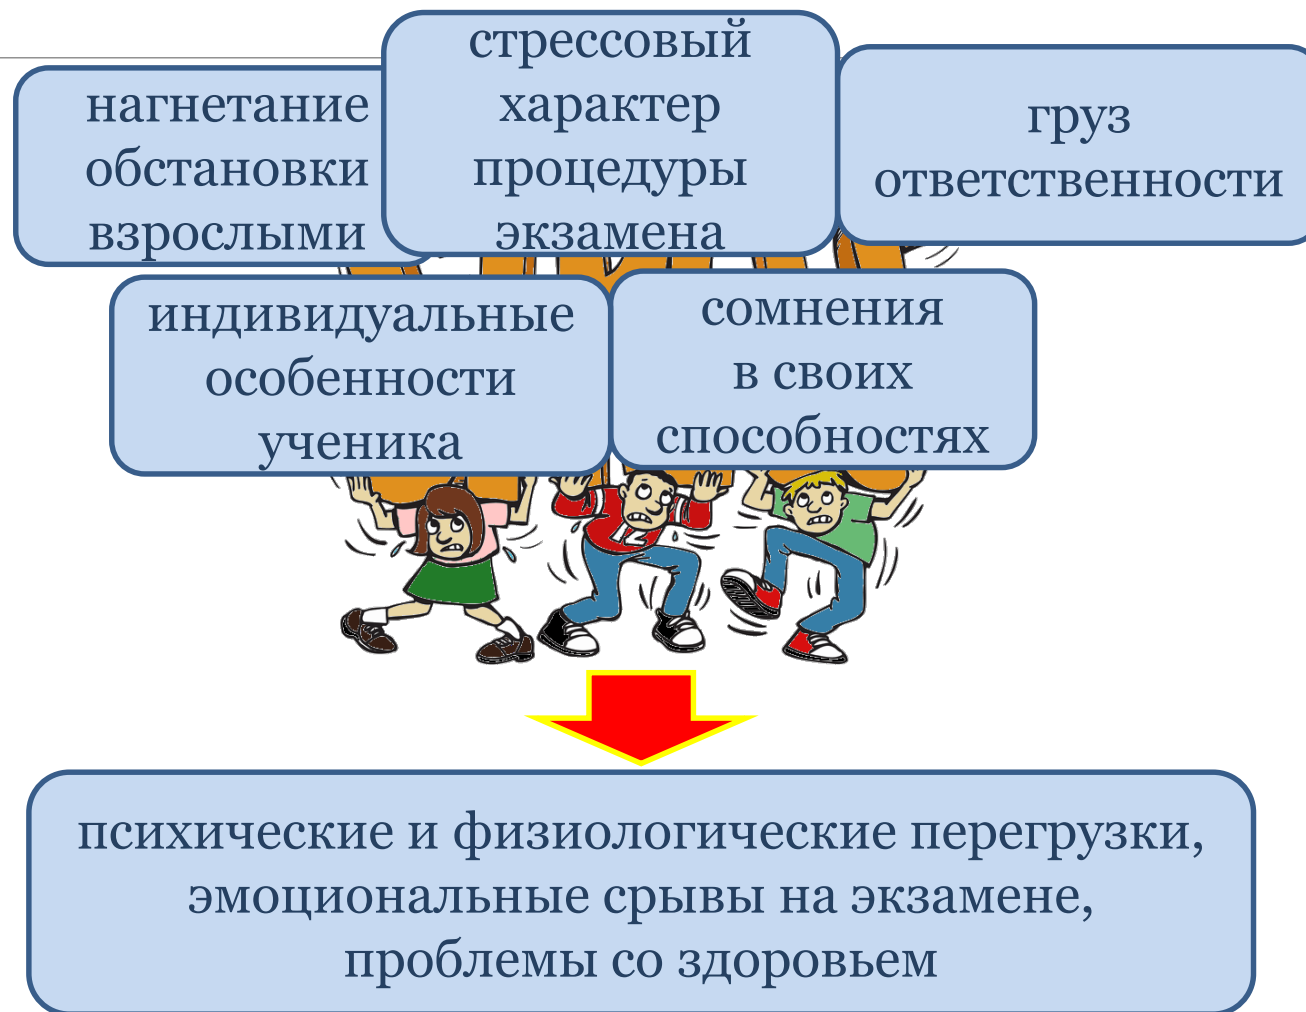 нагнетание
обстановки
взрослыми
стрессовый
характер
процедуры
экзамена
груз
ответственности
индивидуальные
особенности
ученика
сомнения
в своих
способностях
психические и физиологические перегрузки,
эмоциональные срывы на экзамене,
проблемы со здоровьем